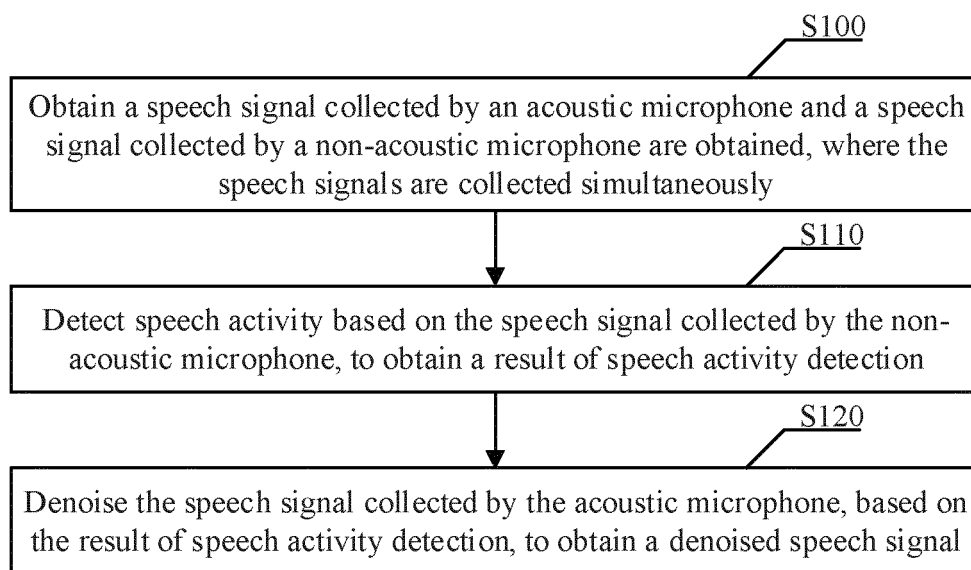 S100
Obtain a speech signal collected by an acoustic microphone and a speech
signal collected by a non-acoustic microphone are obtained, where the
speech signals are collected simultaneously
S110
Detect speech activity based on the speech signal collected by the non-
acoustic microphone, to obtain a result of speech activity detection
S120
Denoise the speech signal collected by the acoustic microphone, based on
the result of speech activity detection, to obtain a denoised speech signal